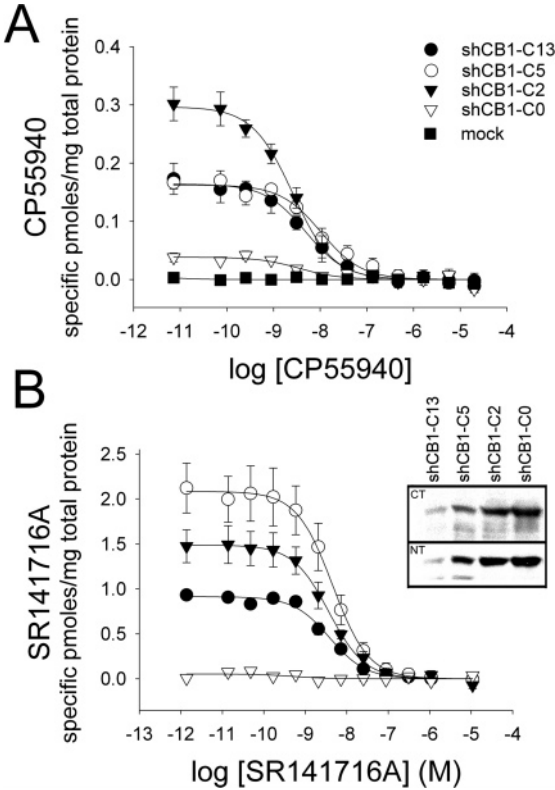 A
shCB1-C13
shCB1-C5
shCB1-C2
shCB1-C0
mock
CP55940
specific pmoles/mg total protein
0.4
0.3
0.2
0.1
0.0
-12 -11 -10 -9 -8 -7 -6 -5 -4
log [CP55940]
B
shCB1-C13
shCB1-C5
shCB1-C2
shCB1-C0
CT
NT
SR141716A
specific pmoles/mg total protein
2.5
2.0
1.5
1.0
0.5
0.0
-13 -12 -11 -10 -9 -8 -7 -6 -5 -4
log [SR141716A] (M)